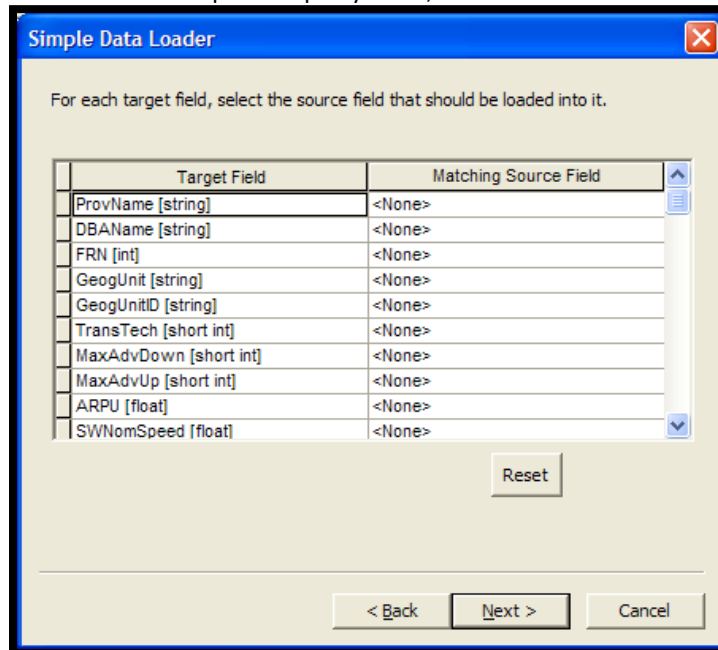 Simple Data Loader
For each target field, select the source field that should be loaded into it.
Target Field Matching Source Field
ProvName [string] <None>
DBAName [string] <None>
FRN [int] <None>
GeogUnit [string] <None>
GeogUnitID [string] <None>
TransTech [short int] <None>
MaxAdvDown [short int] <None>
MaxAdvUp [short int] <None>
ARPU [float] <None>
SWNomSpeed [float] <None>
Reset
< Back Next > Cancel